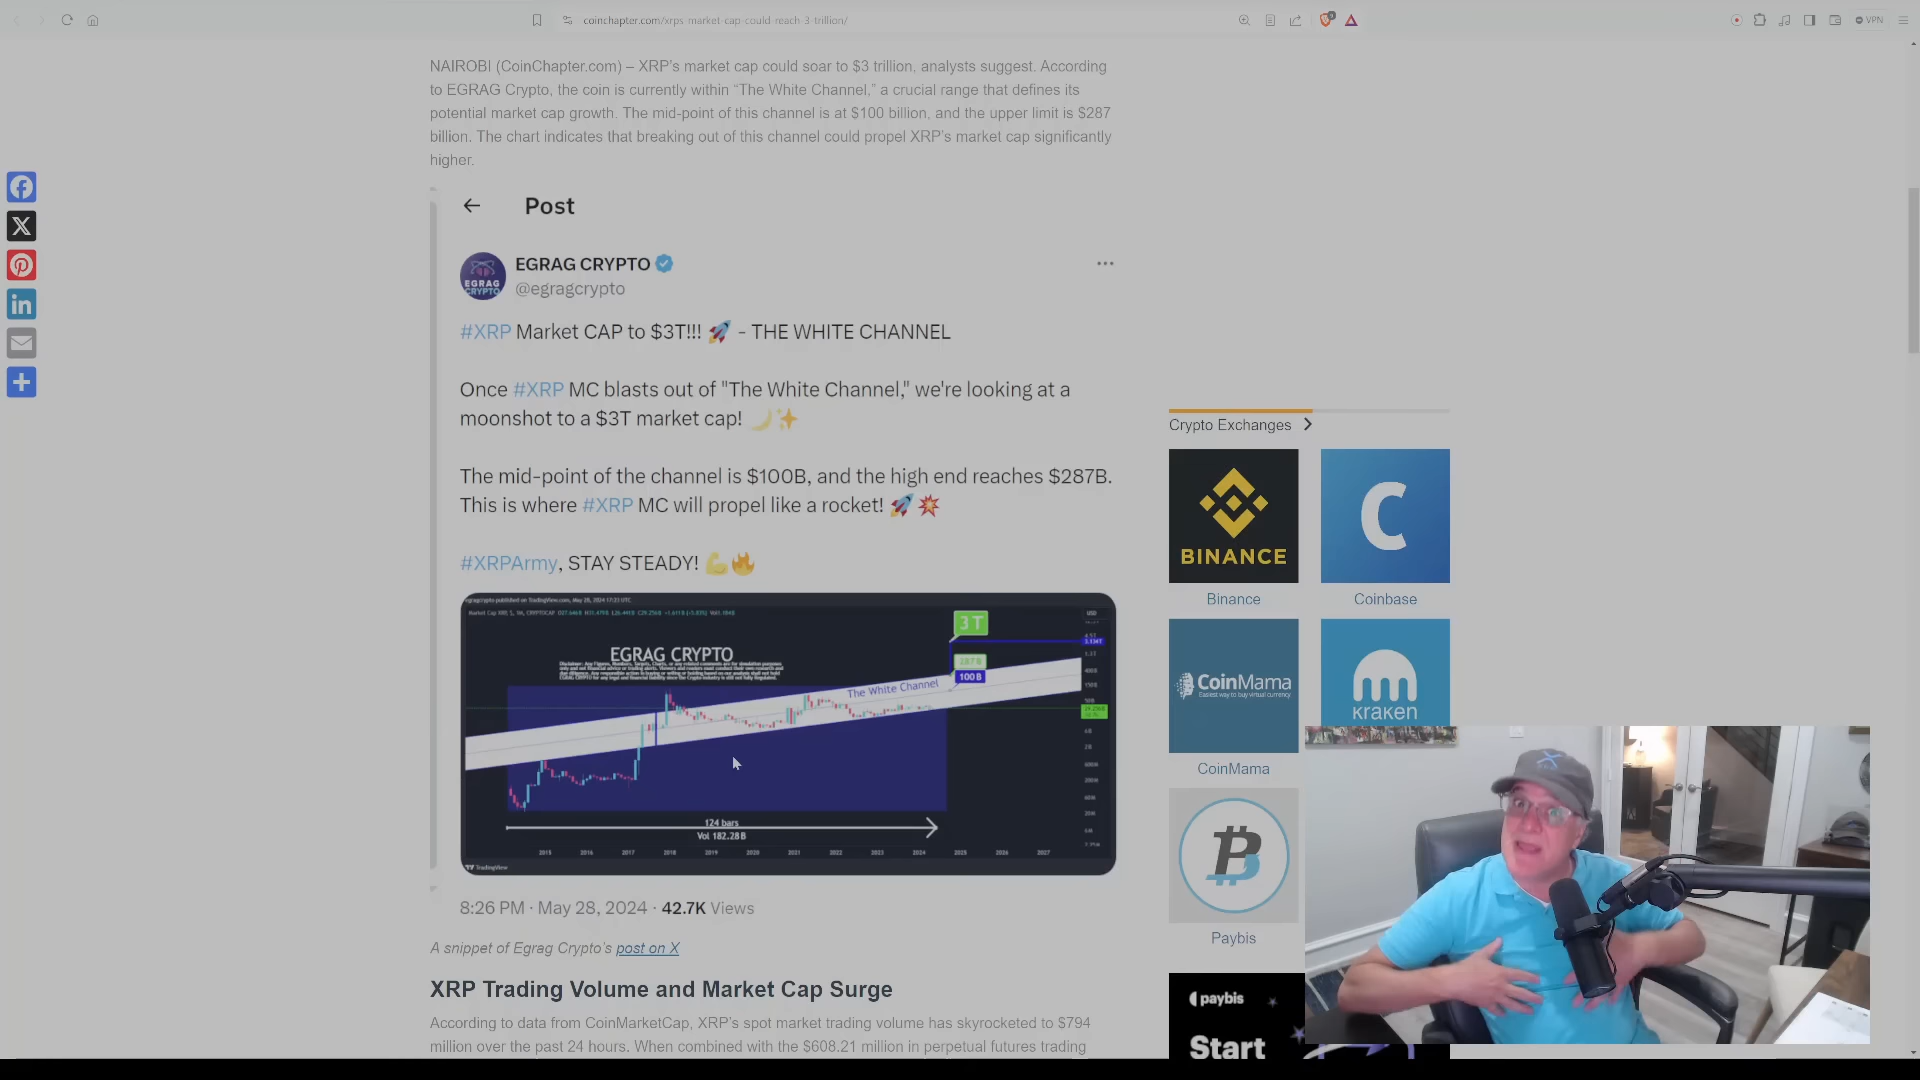 coinchapter.com/xrps-market-cap-could-reach-3-trillion/
VPN
NAIROBI (CoinChapter.com) – XRP's market cap could soar to $3 trillion, analysts suggest. According
to EGRAG Crypto, the coin is currently within “The White Channel,” a crucial range that defines its
potential market cap growth. The mid-point of this channel is at $100 billion, and the upper limit is $287
billion. The chart indicates that breaking out of this channel could propel XRP's market cap significantly
higher.
Post
EGRAG CRYPTO
@egragcrypto
#XRP Market CAP to $3T!!! 🚀 - THE WHITE CHANNEL
Once #XRP MC blasts out of "The White Channel," we're looking at a
moonshot to a $3T market cap! 🌙✨
The mid-point of the channel is $100B, and the high end reaches $287B.
This is where #XRP MC will propel like a rocket! 🚀💥
#XRPArmy, STAY STEADY! 💪🔥
EGRAG CRYPTO
3T
287B
100B
The White Channel
124 bars
Vol 182.28B
2015 2016 2017 2018 2019 2020 2021 2022 2023 2024 2025 2026 2027
TradingView
USD
8:26 PM · May 28, 2024 · 42.7K Views
A snippet of Egrag Crypto's post on X
XRP Trading Volume and Market Cap Surge
According to data from CoinMarketCap, XRP's spot market trading volume has skyrocketed to $794
million over the past 24 hours. When combined with the $608.21 million in perpetual futures trading
Crypto Exchanges
BINANCE
Binance
Coinbase
CoinMama
CoinMama
kraken
Paybis
paybis
Start